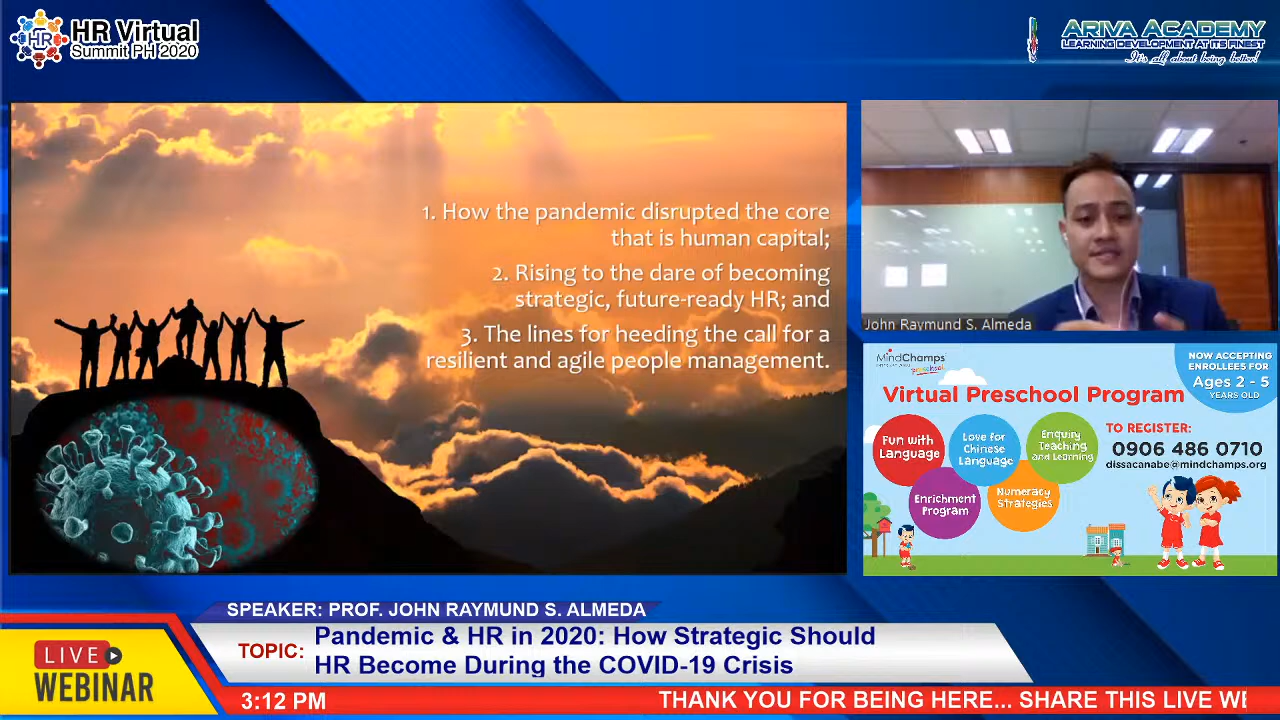 HR Virtual
Summit PH 2020
HR
ARIVA ACADEMY
LEARNING DEVELOPMENT AT ITS FINEST
It's all about being better!
1. How the pandemic disrupted the core
that is human capital;
2. Rising to the dare of becoming
strategic, future-ready HR; and
3. The lines for heeding the call for a
resilient and agile people management.
John Raymund S. Almeda
MindChamps
preschool
Virtual Preschool Program
NOW ACCEPTING
ENROLLEES FOR
Ages 2 - 5
YEARS OLD
Fun with
Language
Love for
Chinese
Language
Enquiry
Teaching
and Learning
Enrichment
Program
Numeracy
Strategies
TO REGISTER:
0906 486 0710
dissacanabe@mindchamps.org
SPEAKER: PROF. JOHN RAYMUND S. ALMEDA
TOPIC:
Pandemic & HR in 2020: How Strategic Should
HR Become During the COVID-19 Crisis
LIVE
WEBINAR
3:12 PM
THANK YOU FOR BEING HERE... SHARE THIS LIVE WE